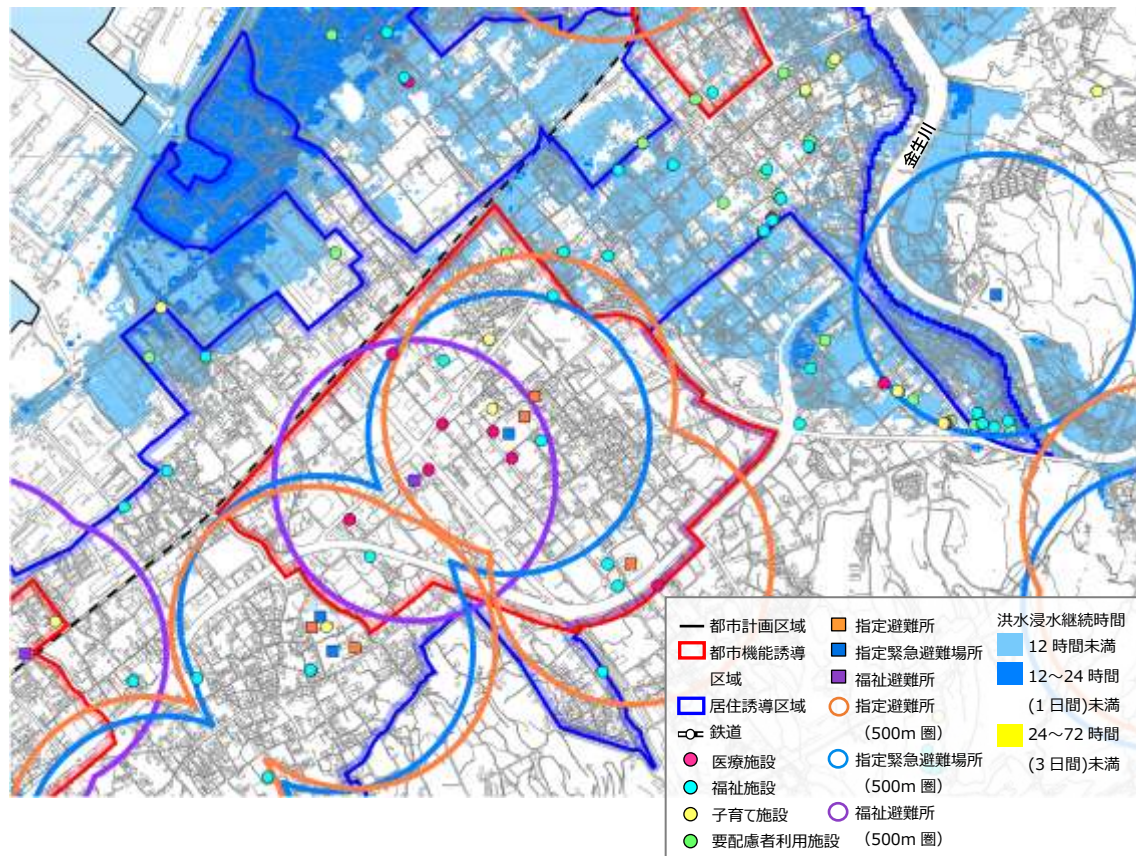 金生川
都市計画区域
都市機能誘導
区域
居住誘導区域
鉄道
医療施設
福祉施設
子育て施設
要配慮者利用施設
指定避難所
指定緊急避難場所
福祉避難所
指定避難所
(500m 圏)
指定緊急避難場所
(500m 圏)
福祉避難所
(500m 圏)
洪水浸水継続時間
12 時間未満
12～24 時間
(1 日間)未満
24～72 時間
(3 日間)未満